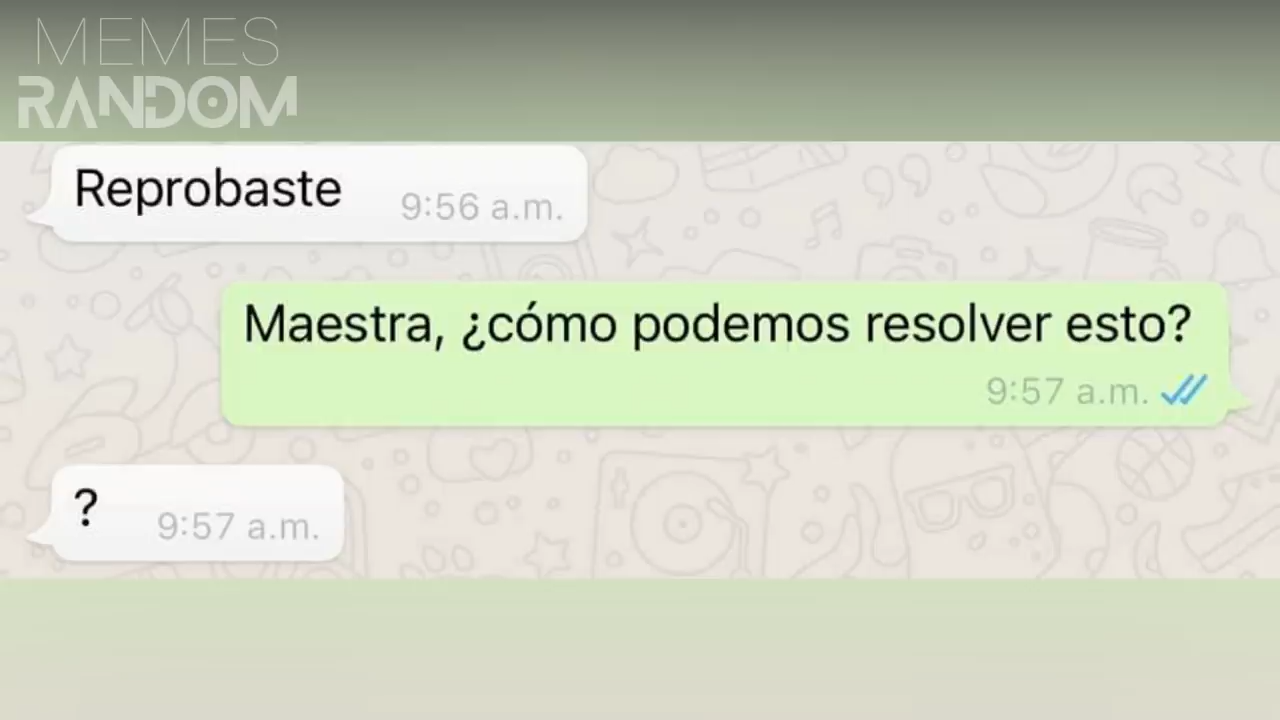 MEMES
RANDOM
Reprobaste
9:56 a.m.
Maestra, ¿cómo podemos resolver esto?
9:57 a.m.
?
9:57 a.m.